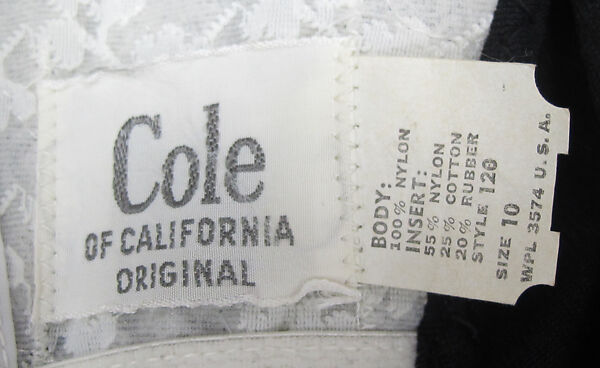 Cole
OF CALIFORNIA
ORIGINAL
BODY:
100% NYLON
INSERT:
55% NYLON
25% COTTON
20% RUBBER
STYLE 120
SIZE 10
WPL 3574 U.S.A.